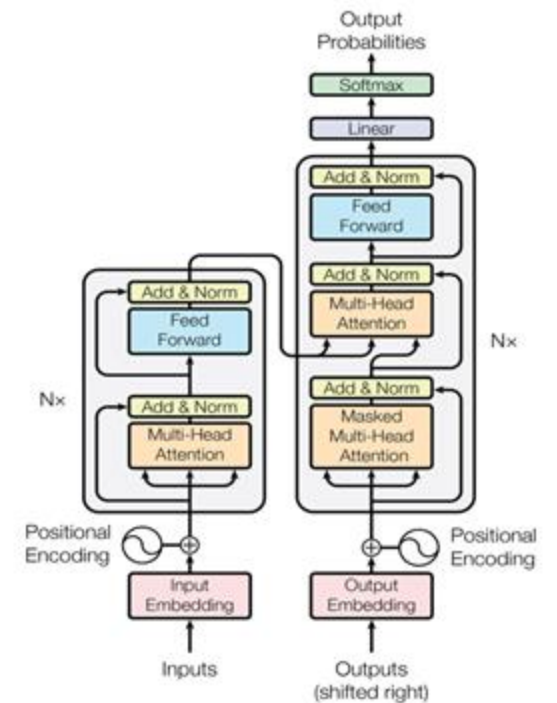 Output
Probabilities
Softmax
Linear
Add & Norm
Feed
Forward
Add & Norm
Multi-Head
Attention
Add & Norm
Masked
Multi-Head
Attention
N×
Add & Norm
Feed
Forward
Add & Norm
Multi-Head
Attention
N×
Positional
Encoding
Positional
Encoding
Input
Embedding
Output
Embedding
Inputs
Outputs
(shifted right)